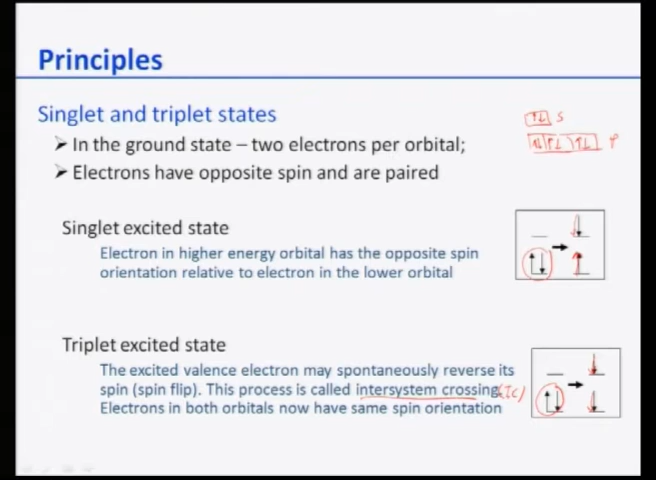 Principles
Singlet and triplet states
➤ In the ground state – two electrons per orbital;
➤ Electrons have opposite spin and are paired
S
P
Singlet excited state
Electron in higher energy orbital has the opposite spin
orientation relative to electron in the lower orbital
Triplet excited state
The excited valence electron may spontaneously reverse its
spin (spin flip). This process is called intersystem crossing. (Ic)
Electrons in both orbitals now have same spin orientation